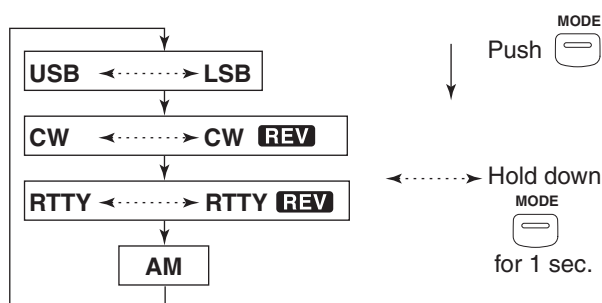 USB LSB
CW CW REV
RTTY RTTY REV
AM
MODE
Push
Hold down
MODE
for 1 sec.